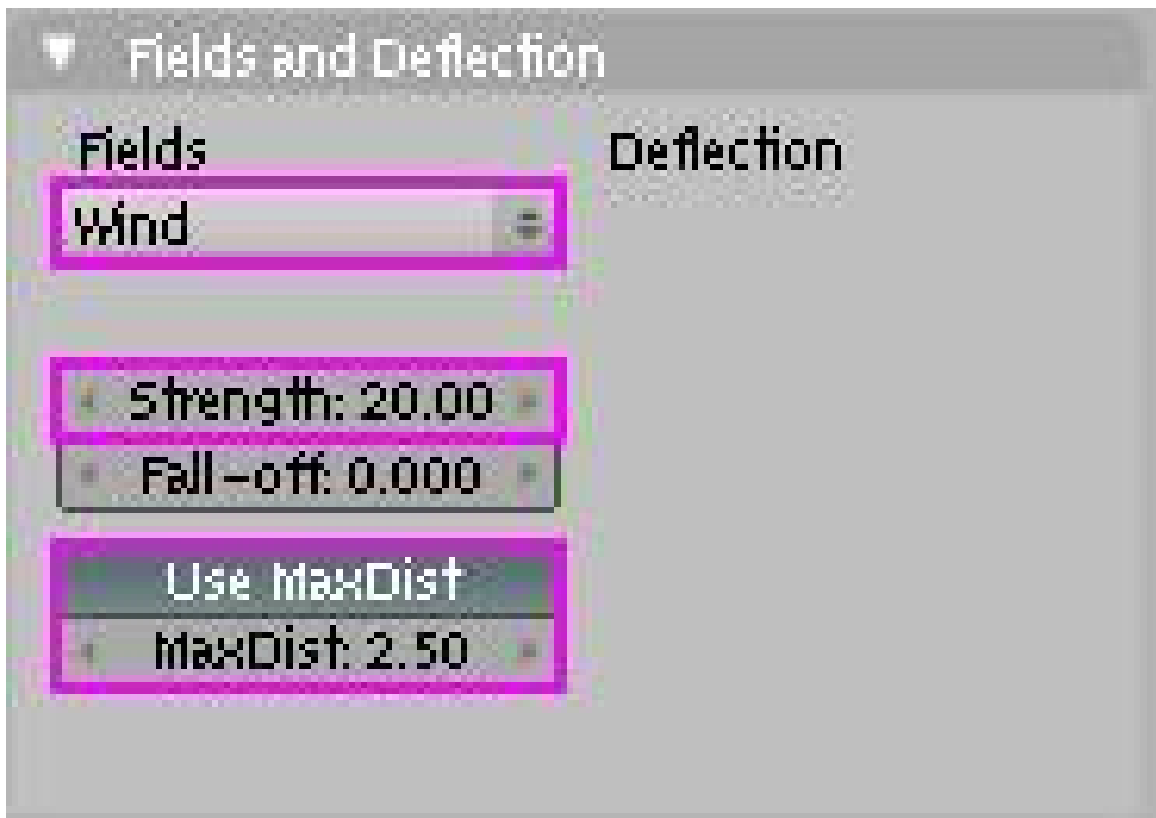 Fields and Deflection
Fields
Deflection
Wind
Strength: 20.00
Fall-off: 0.000
Use MaxDist
MaxDist: 2.50